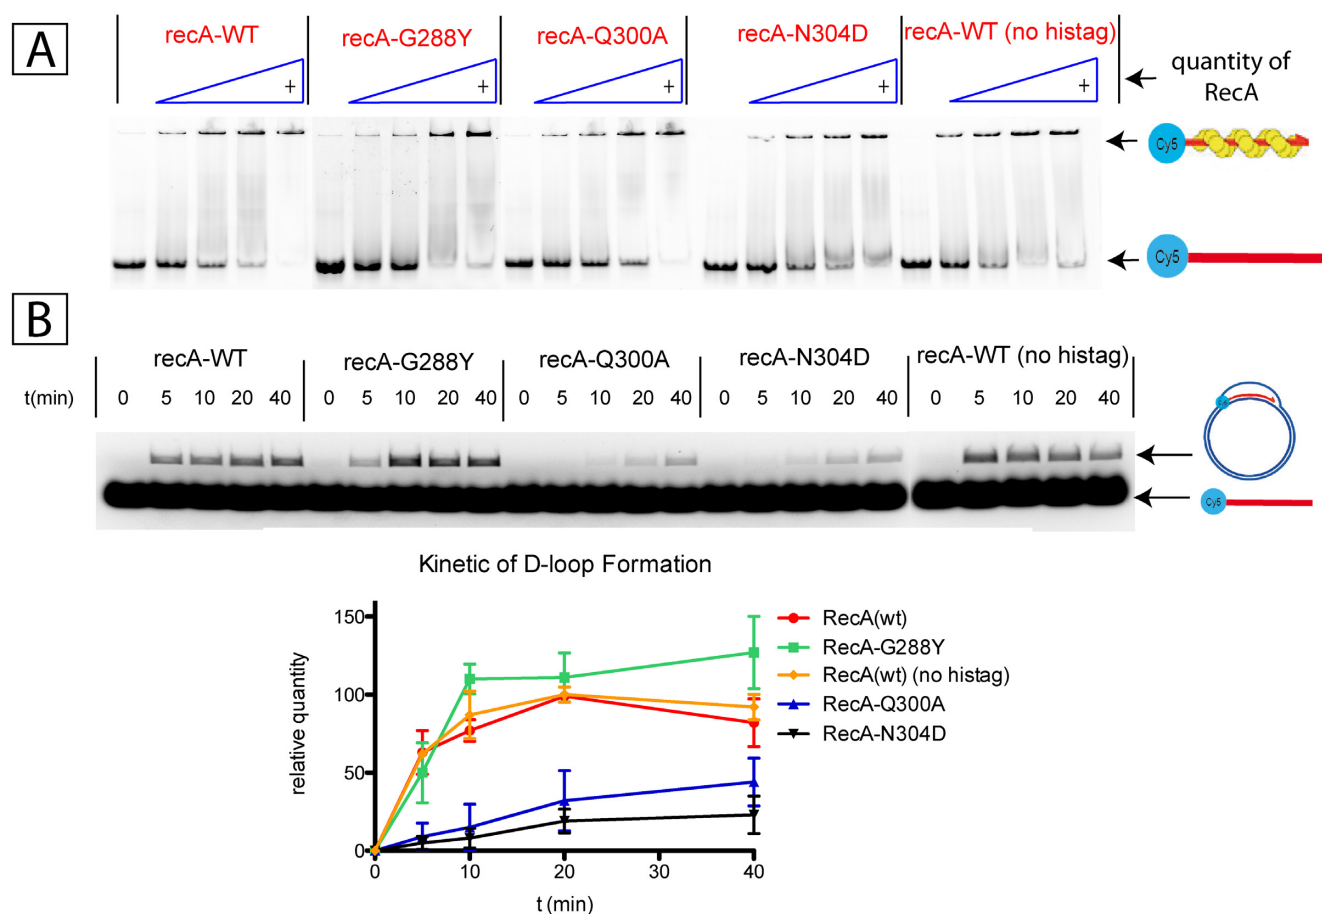 A
recA-WT
recA-G288Y
recA-Q300A
recA-N304D
recA-WT (no histag)
+
+
+
+
+
quantity of
RecA
Cy5
Cy5
B
recA-WT
recA-G288Y
recA-Q300A
recA-N304D
recA-WT (no histag)
t(min) 0 5 10 20 40 0 5 10 20 40 0 5 10 20 40 0 5 10 20 40 0 5 10 20 40
Cy5
Kinetic of D-loop Formation
150
100
50
0
relative quantity
0 10 20 30 40
t (min)
RecA(wt)
RecA-G288Y
RecA(wt) (no histag)
RecA-Q300A
RecA-N304D